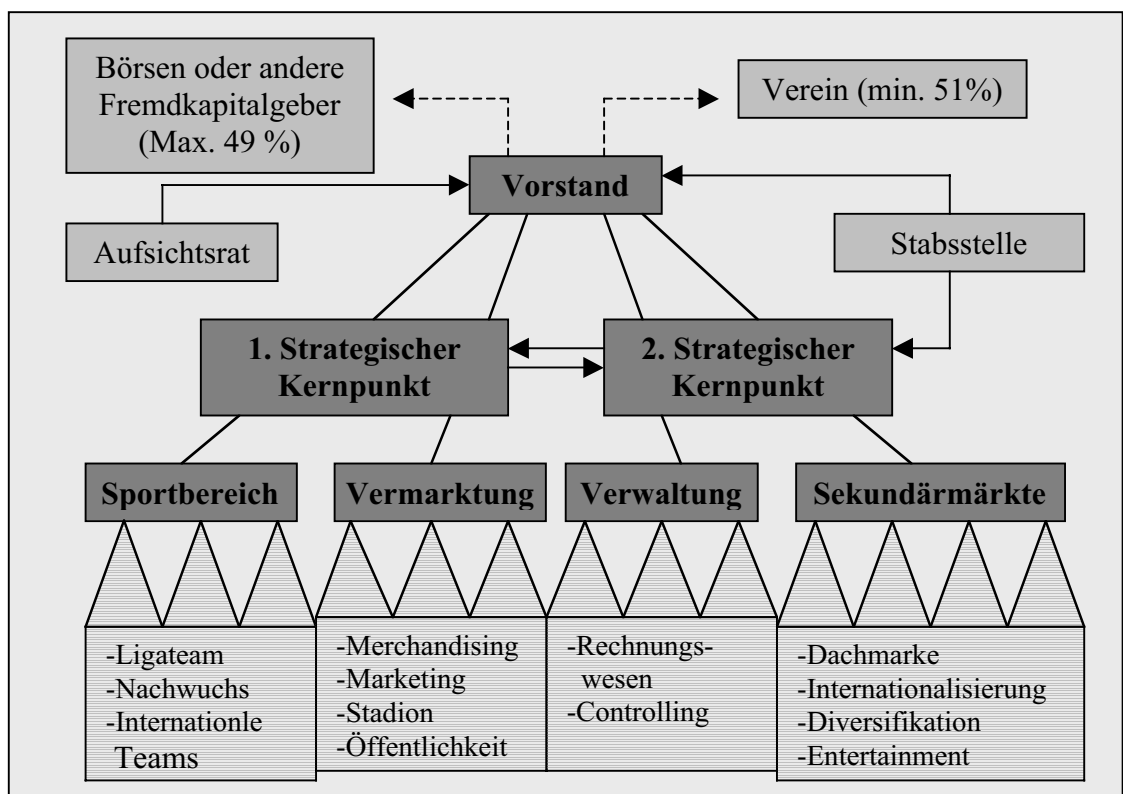 Börsen oder andere
Fremdkapitalgeber
(Max. 49 %)
Verein (min. 51%)
Vorstand
Aufsichtsrat
Stabsstelle
1. Strategischer
Kernpunkt
2. Strategischer
Kernpunkt
Sportbereich
Vermarktung
Verwaltung
Sekundärmärkte
-Ligateam
-Nachwuchs
-Internationle
Teams
-Merchandising
-Marketing
-Stadion
-Öffentlichkeit
-Rechnungs-
wesen
-Controlling
-Dachmarke
-Internationalisierung
-Diversifikation
-Entertainment